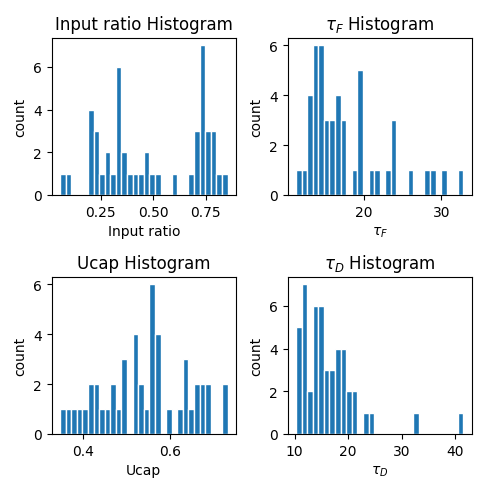 Input ratio Histogram
count
6
4
2
0
0.25 0.50 0.75
Input ratio
τ_F Histogram
count
6
4
2
0
20 30
τ_F
Ucap Histogram
count
6
4
2
0
0.4 0.6
Ucap
τ_D Histogram
count
6
4
2
0
10 20 30 40
τ_D